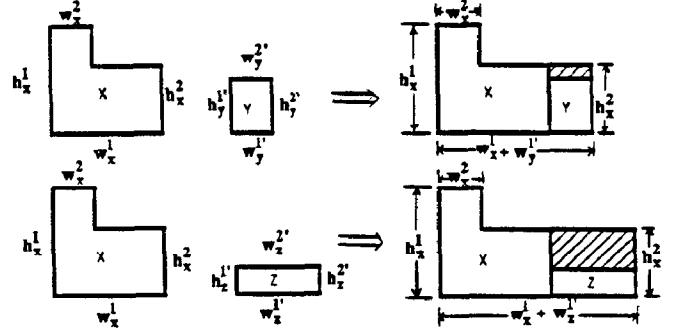 w_x^2
h_x^1
X
h_x^2
w_x^1
w_y^{2'}
h_y^{1'}
Y
h_y^{2'}
w_y^{1'}
w_x^2
h_x^1
X
Y
h_x^2
w_x^1 + w_y^{1'}
w_x^2
h_x^1
X
h_x^2
w_x^1
w_z^{2'}
h_z^{1'}
Z
h_z^{2'}
w_z^{1'}
w_x^2
h_x^1
X
Z
h_x^2
w_x^1 + w_x^{1'}